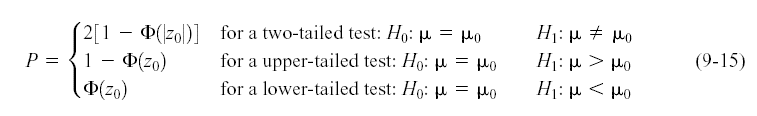 P = { 2[1 − Φ(|z₀|)] for a two-tailed test: H₀: μ = μ₀ H₁: μ ≠ μ₀
1 − Φ(z₀) for a upper-tailed test: H₀: μ = μ₀ H₁: μ > μ₀ (9-15)
Φ(z₀) for a lower-tailed test: H₀: μ = μ₀ H₁: μ < μ₀